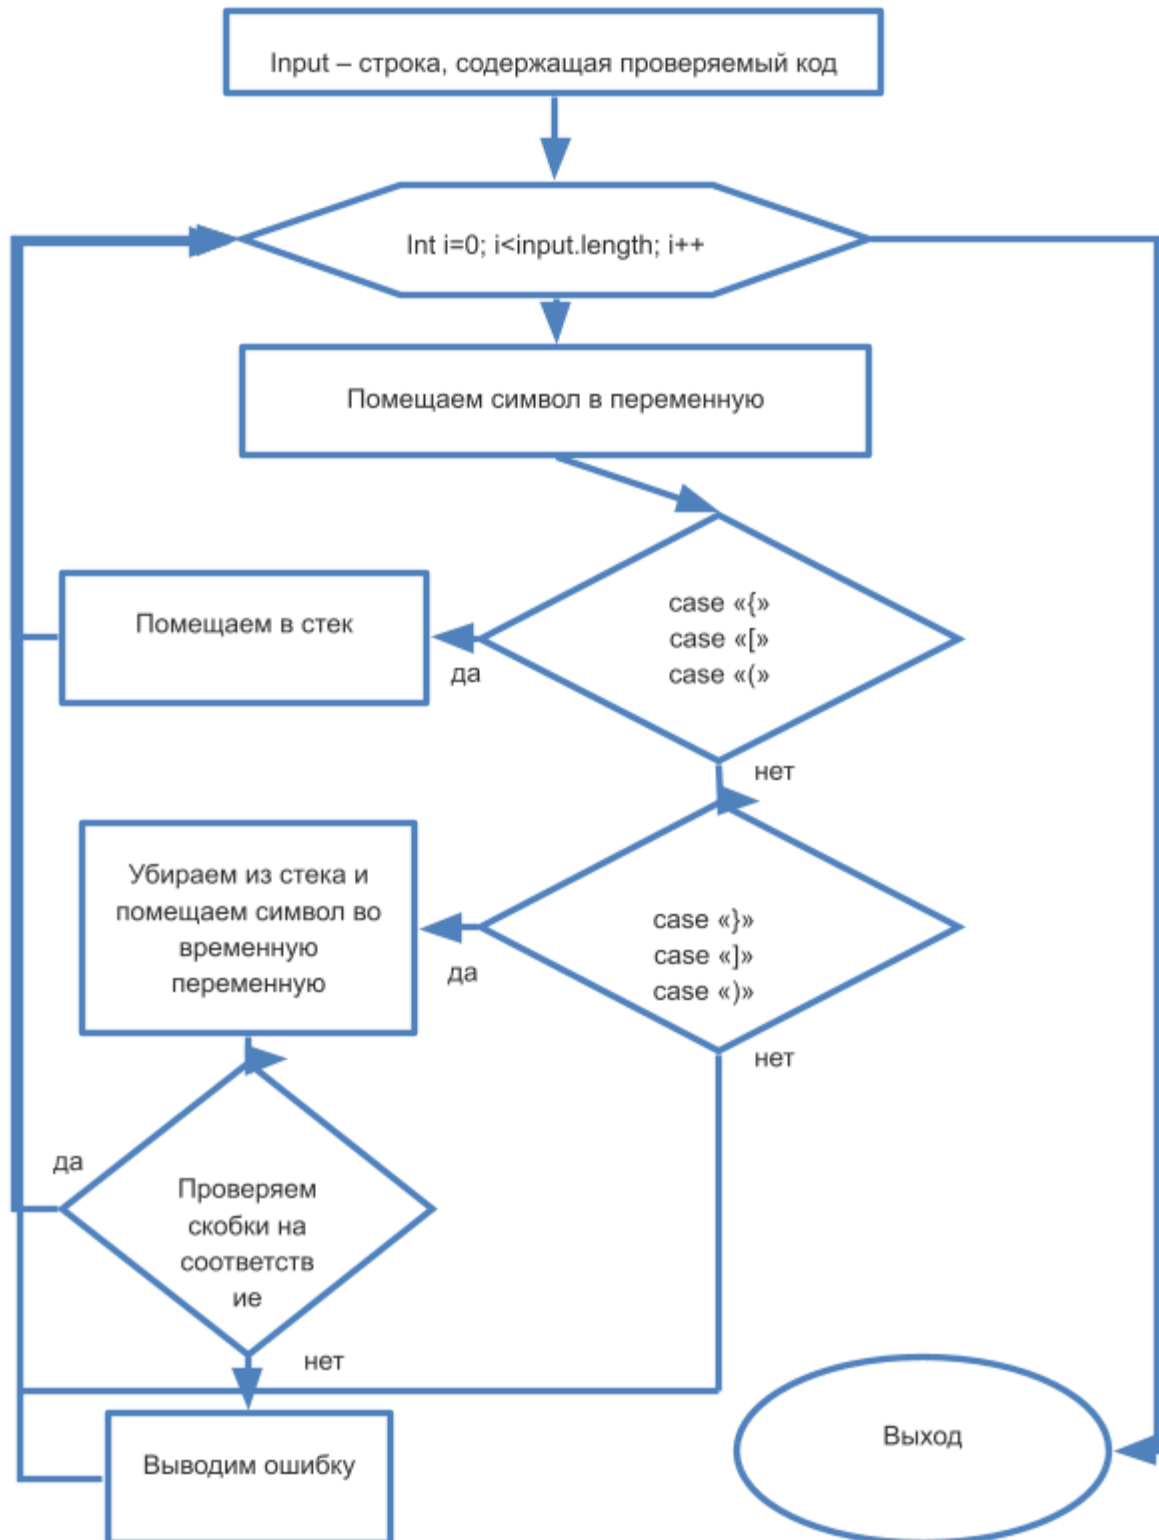 Input – строка, содержащая проверяемый код
Int i=0; i<input.length; i++
Помещаем символ в переменную
case «{»
case «[»
case «(»
Помещаем в стек
да
нет
Убираем из стека и
помещаем символ во
временную
переменную
case «}»
case «]»
case «)»
да
нет
да
Проверяем
скобки на
соответств
ие
нет
Выводим ошибку
Выход